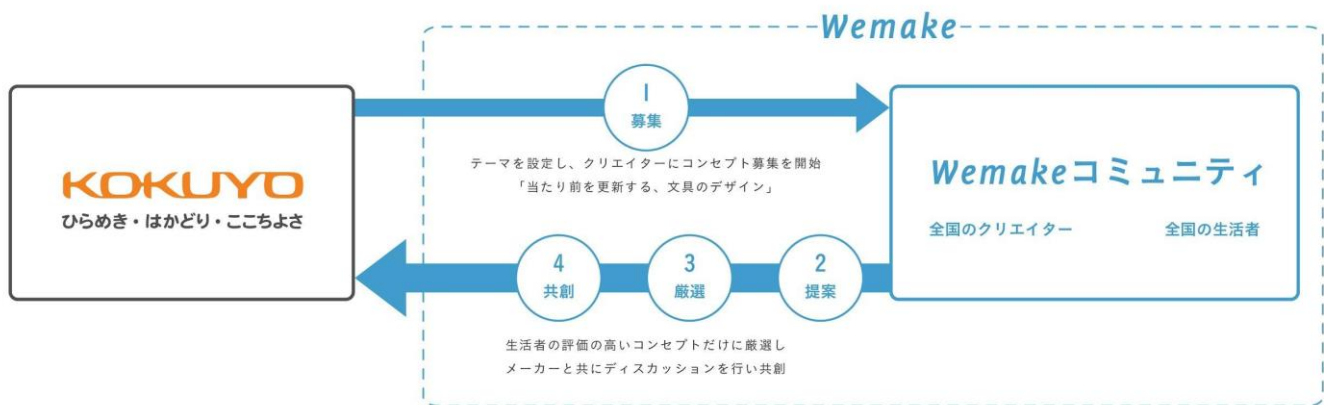 Wemake
1
募集
テーマを設定し、クリエイターにコンセプト募集を開始
「当たり前を更新する、文具のデザイン」
KOKUYO
ひらめき・はかどり・ここちよさ
Wemakeコミュニティ
全国のクリエイター 全国の生活者
4 3 2
共創 厳選 提案
生活者の評価の高いコンセプトだけに厳選し
メーカーと共にディスカッションを行い共創